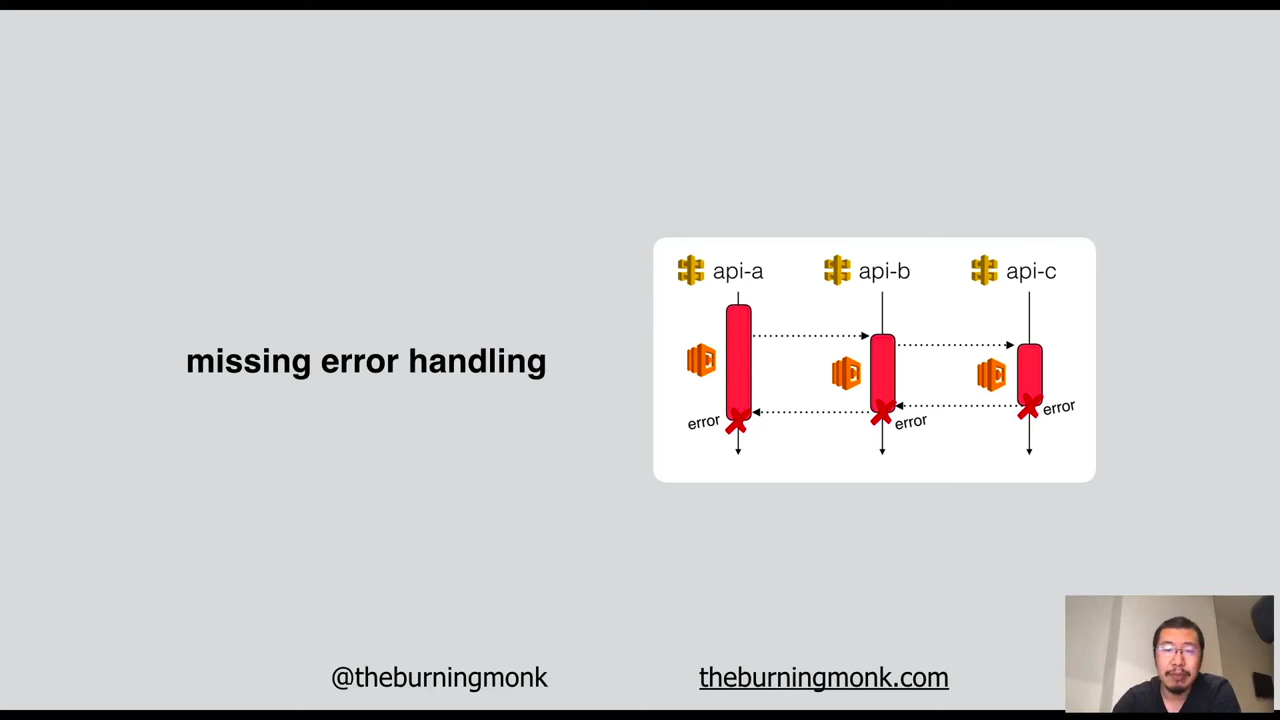 api-a api-b api-c
missing error handling
error error error
@theburningmonk theburningmonk.com